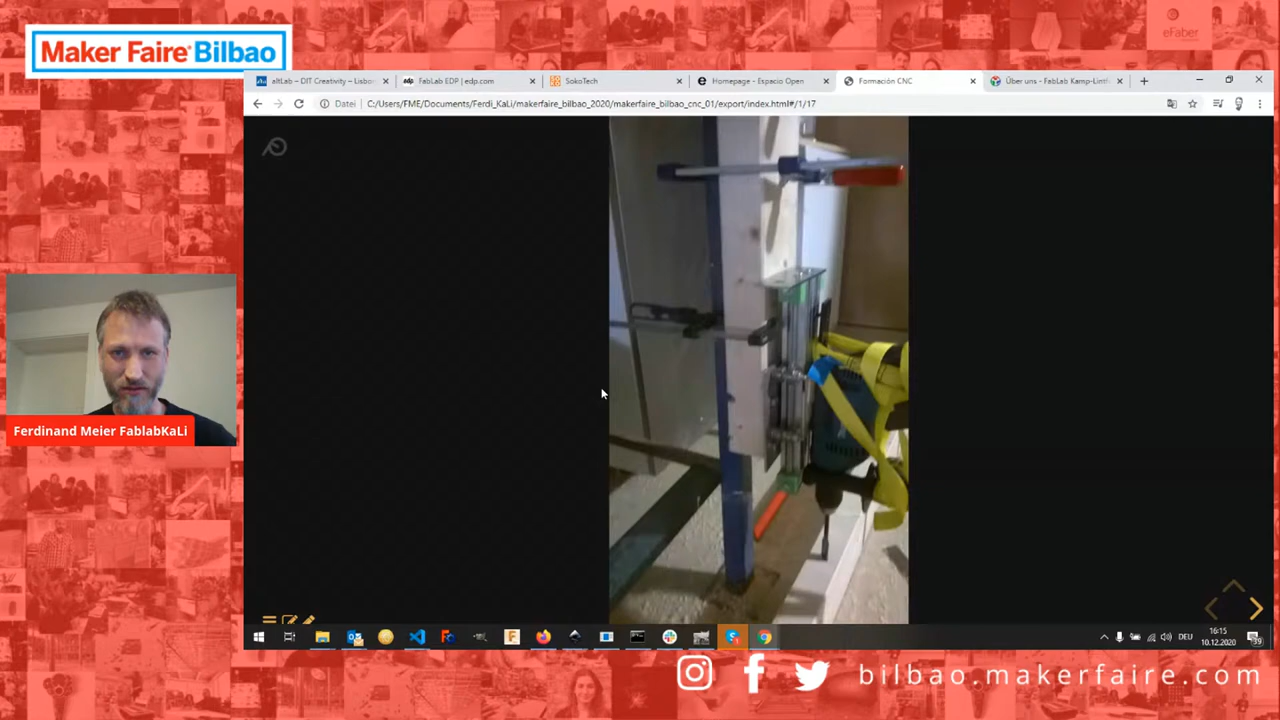 Maker Faire Bilbao
eFaber
altLab – DIT Creativity – Lisbo
FabLab EDP | edp.com
SokoTech
Homepage - Espacio Open
Formación CNC
Über uns - FabLab Kamp-Lintf
Datei
C:/Users/FME/Documents/Ferdi_KaLi/makerfaire_bilbao_2020/makerfaire_bilbao_cnc_01/export/index.html#/1/17
Ferdinand Meier FablabKaLi
DEU
16:15
10.12.2020
39
bilbao.makerfaire.com